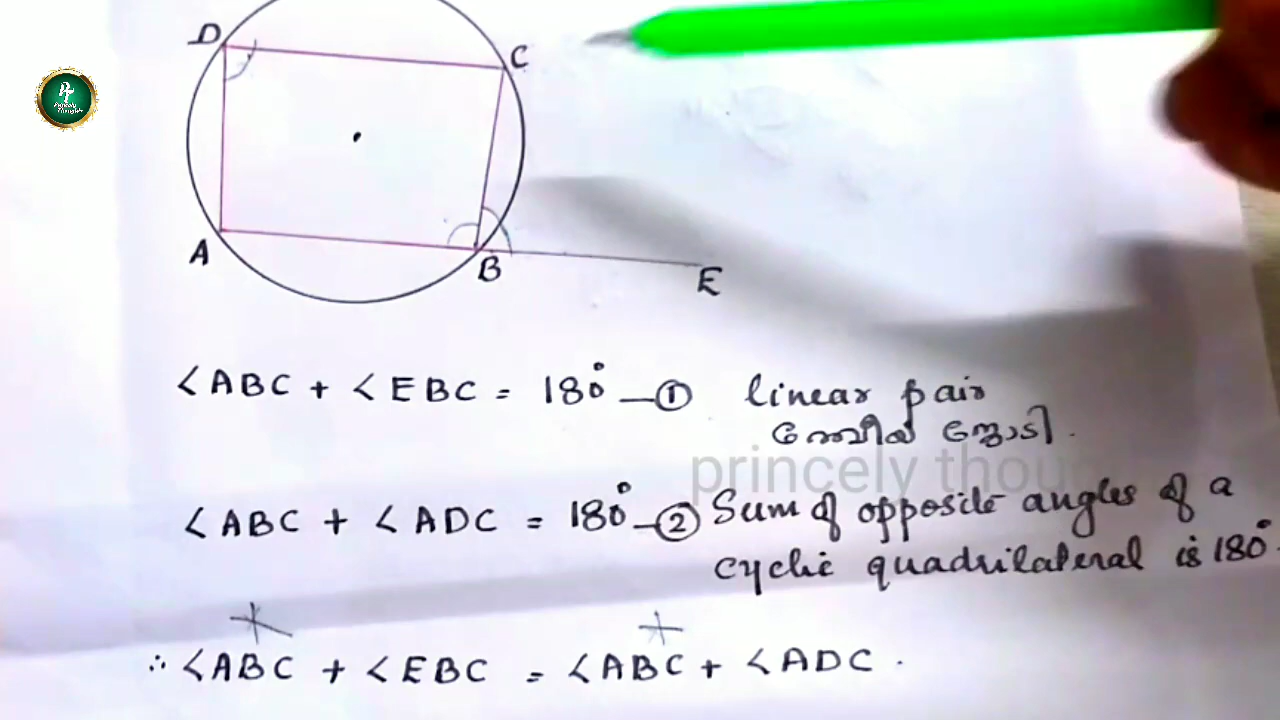 D
C
A
B
E
∠ABC + ∠EBC = 180° —① linear pair
രേഖീയ ജോടി.
princely thou
∠ABC + ∠ADC = 180° —② Sum of opposite angles of a
cyclic quadrilateral is 180°.
∴ ∠ABC + ∠EBC = ∠ABC + ∠ADC.